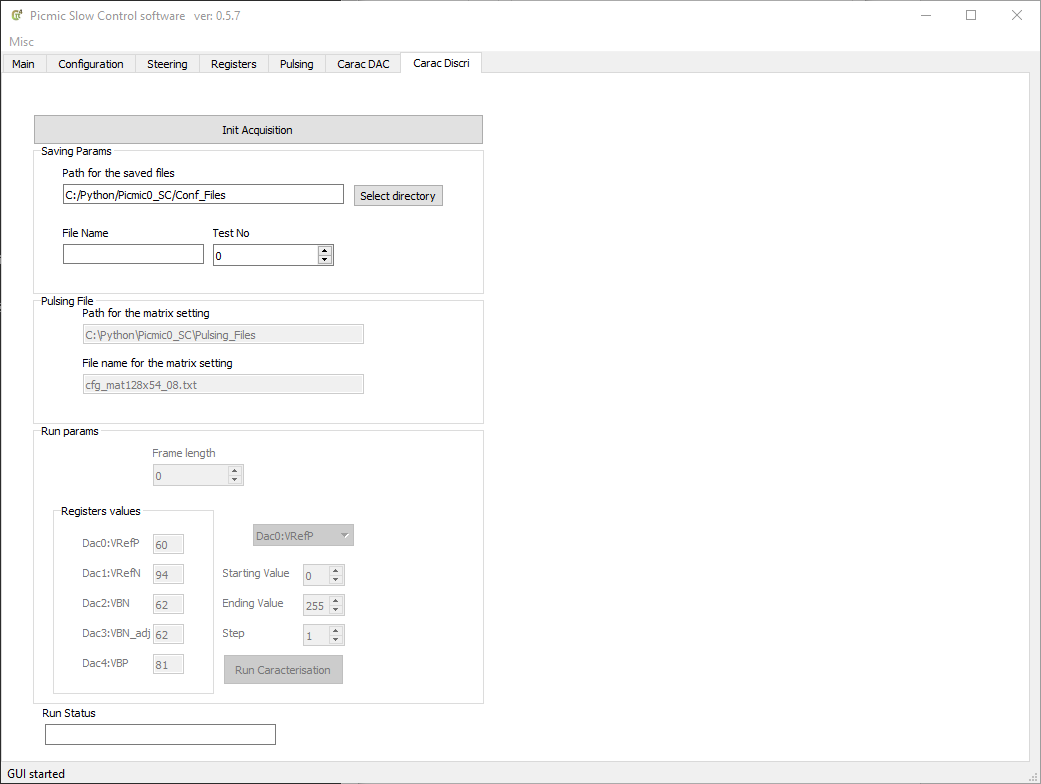 Picmic Slow Control software ver: 0.5.7
Misc
Main Configuration Steering Registers Pulsing Carac DAC Carac Discri
Init Acquisition
Saving Params
Path for the saved files
C:/Python/Picmic0_SC/Conf_Files Select directory
File Name Test No
0
Pulsing File
Path for the matrix setting
C:\Python\Picmic0_SC\Pulsing_Files
File name for the matrix setting
cfg_mat128x54_08.txt
Run params
Frame length
0
Registers values
Dac0:VRefP 60 Dac0:VRefP
Dac1:VRefN 94 Starting Value 0
Dac2:VBN 62 Ending Value 255
Dac3:VBN_adj 62 Step 1
Dac4:VBP 81 Run Caracterisation
Run Status
GUI started